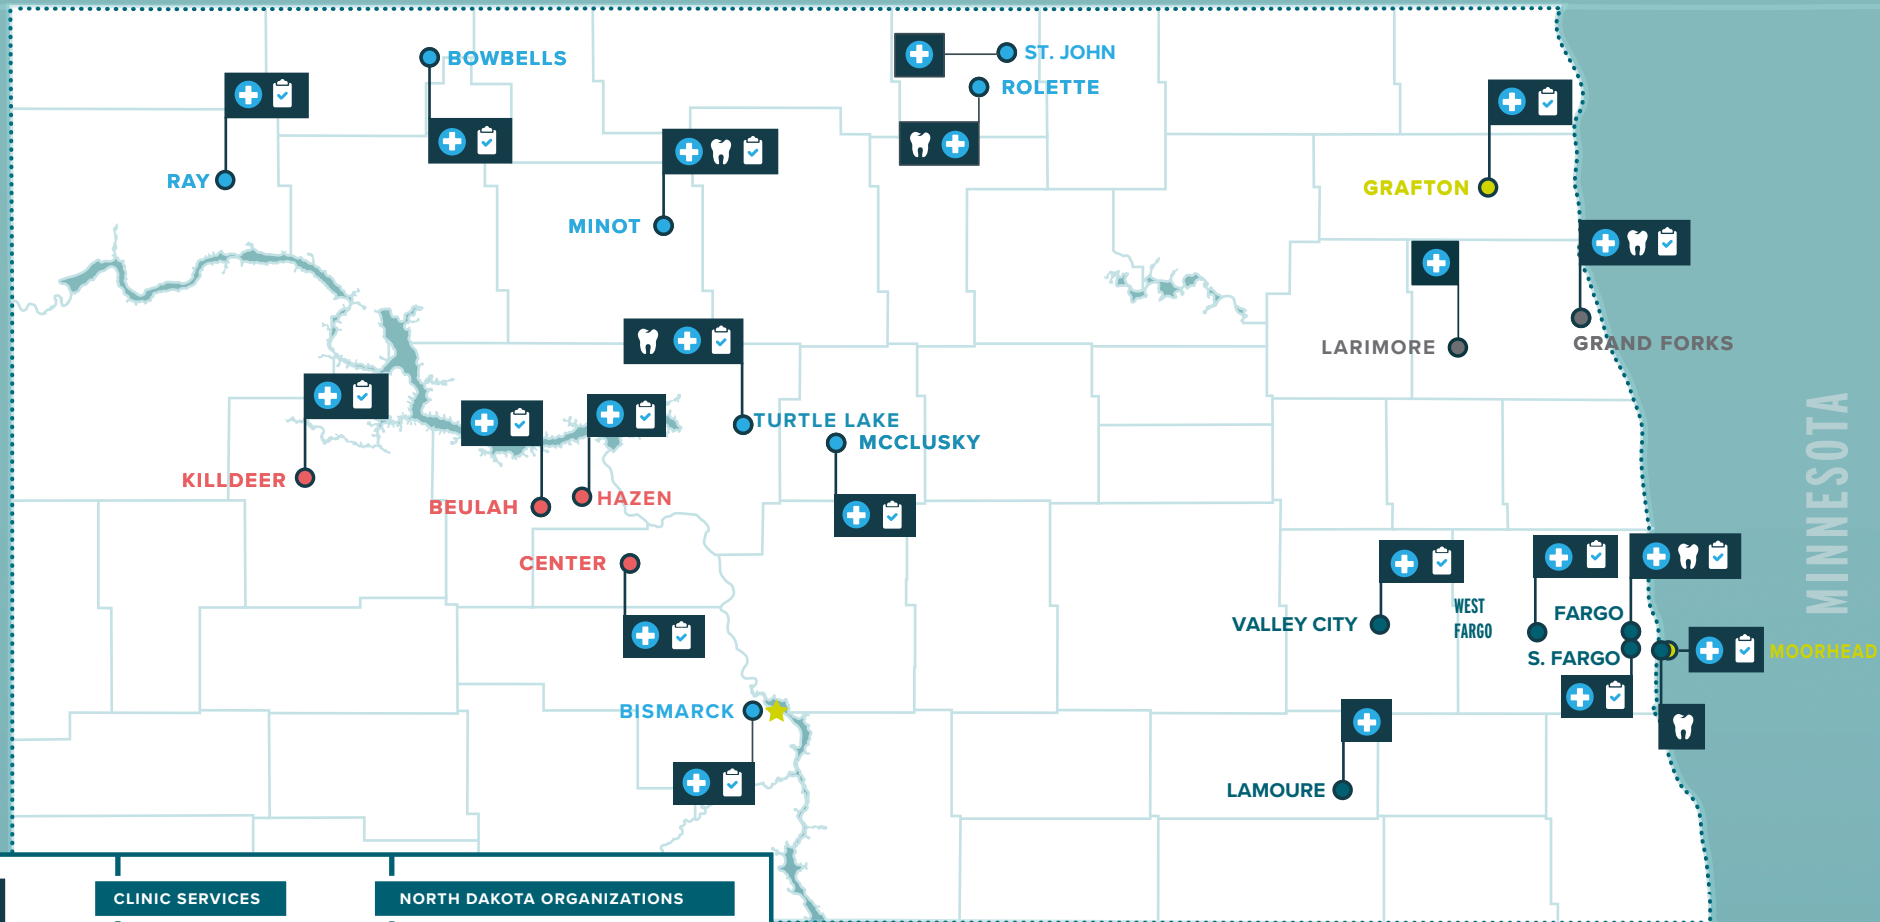 ST. JOHN
BOWBELLS
ROLETTE
RAY
GRAFTON
MINOT
GRAND FORKS
LARIMORE
TURTLE LAKE
MCCLUSKY
KILLDEER
HAZEN
BEULAH
MINNESOTA
CENTER
WEST
FARGO
FARGO
VALLEY CITY
MOORHEAD
S. FARGO
BISMARCK
LAMOURE
CLINIC SERVICES
NORTH DAKOTA ORGANIZATIONS